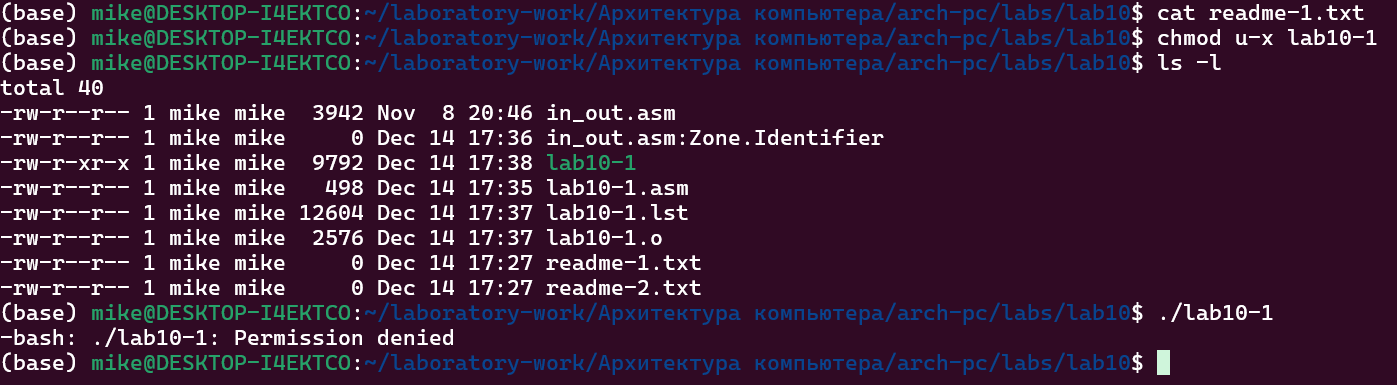 (base) mike@DESKTOP-I4EKTCO:~/laboratory-work/Архитектура компьютера/arch-pc/labs/lab10$ cat readme-1.txt
(base) mike@DESKTOP-I4EKTCO:~/laboratory-work/Архитектура компьютера/arch-pc/labs/lab10$ chmod u-x lab10-1
(base) mike@DESKTOP-I4EKTCO:~/laboratory-work/Архитектура компьютера/arch-pc/labs/lab10$ ls -l
total 40
-rw-r--r-- 1 mike mike  3942 Nov  8 20:46 in_out.asm
-rw-r--r-- 1 mike mike     0 Dec 14 17:36 in_out.asm:Zone.Identifier
-rw-r-xr-x 1 mike mike  9792 Dec 14 17:38 lab10-1
-rw-r--r-- 1 mike mike   498 Dec 14 17:35 lab10-1.asm
-rw-r--r-- 1 mike mike 12604 Dec 14 17:37 lab10-1.lst
-rw-r--r-- 1 mike mike  2576 Dec 14 17:37 lab10-1.o
-rw-r--r-- 1 mike mike     0 Dec 14 17:27 readme-1.txt
-rw-r--r-- 1 mike mike     0 Dec 14 17:27 readme-2.txt
(base) mike@DESKTOP-I4EKTCO:~/laboratory-work/Архитектура компьютера/arch-pc/labs/lab10$ ./lab10-1
-bash: ./lab10-1: Permission denied
(base) mike@DESKTOP-I4EKTCO:~/laboratory-work/Архитектура компьютера/arch-pc/labs/lab10$